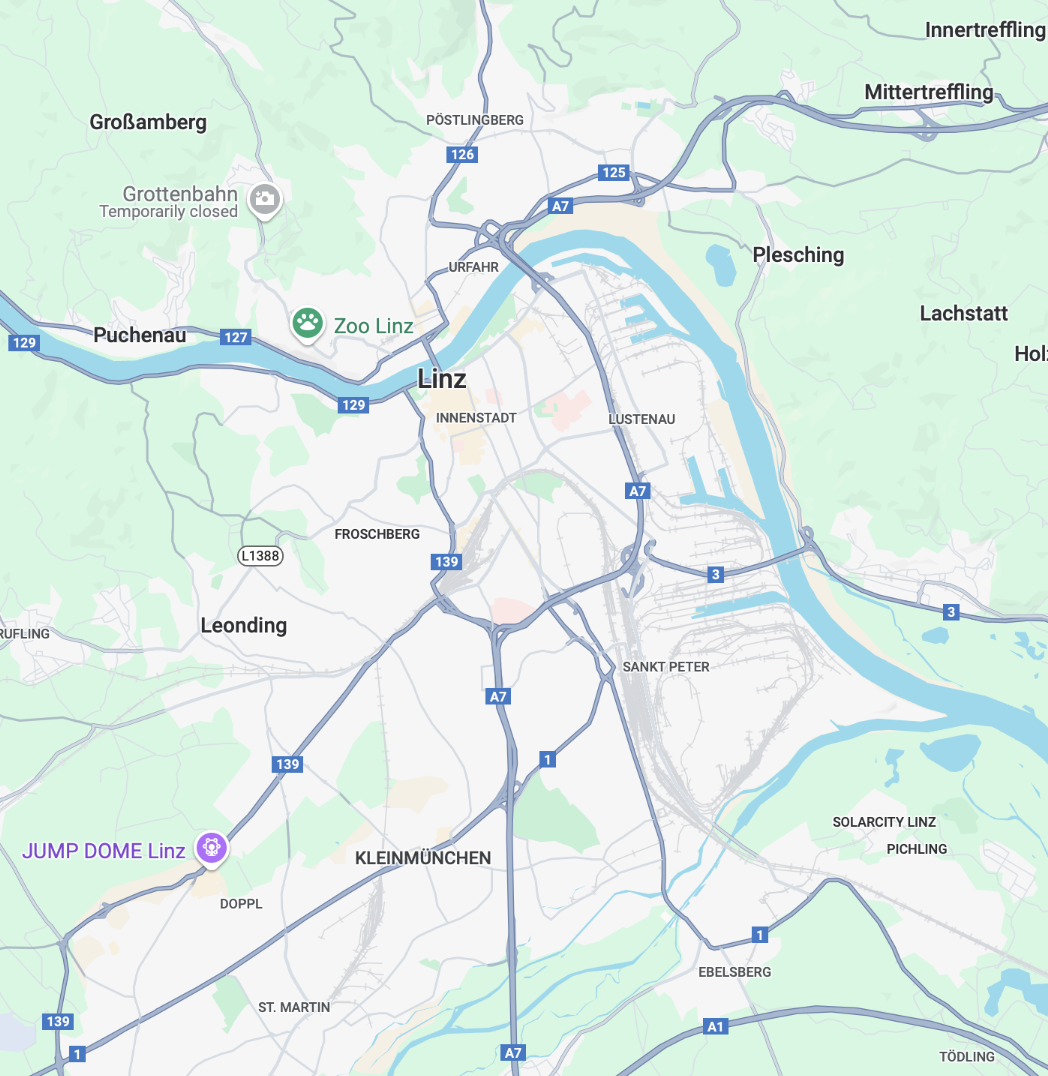 Innertreffling
Mittertreffling
Großamberg
PÖSTLINGBERG
126
125
Grottenbahn
Temporarily closed
A7
Plesching
URFAHR
Lachstatt
Zoo Linz
Puchenau
127
129
Holz
Linz
129
INNENSTADT
LUSTENAU
A7
FROSCHBERG
L1388
139
3
3
Leonding
RUFLING
SANKT PETER
A7
1
139
SOLARCITY LINZ
JUMP DOME Linz
PICHLING
KLEINMÜNCHEN
DOPPL
1
EBELSBERG
ST. MARTIN
139
A1
1
A7
TÖDLING